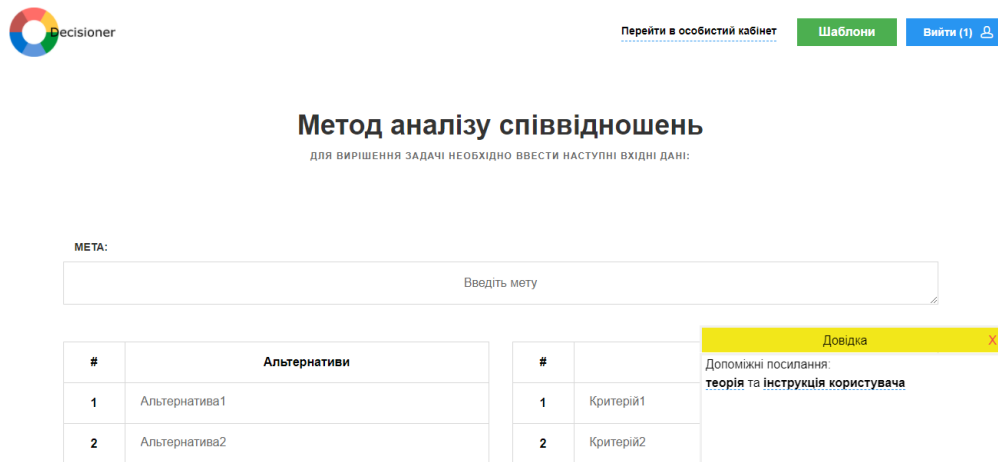 Decisioner
Перейти в особистий кабінет
Шаблони
Вийти (1)
Метод аналізу співвідношень
ДЛЯ ВИРІШЕННЯ ЗАДАЧІ НЕОБХІДНО ВВЕСТИ НАСТУПНІ ВХІДНІ ДАНІ:
МЕТА:
Введіть мету
# Альтернативи
1 Альтернатива1
2 Альтернатива2
#
1 Критерій1
2 Критерій2
Довідка X
Допоміжні посилання:
теорія та інструкція користувача